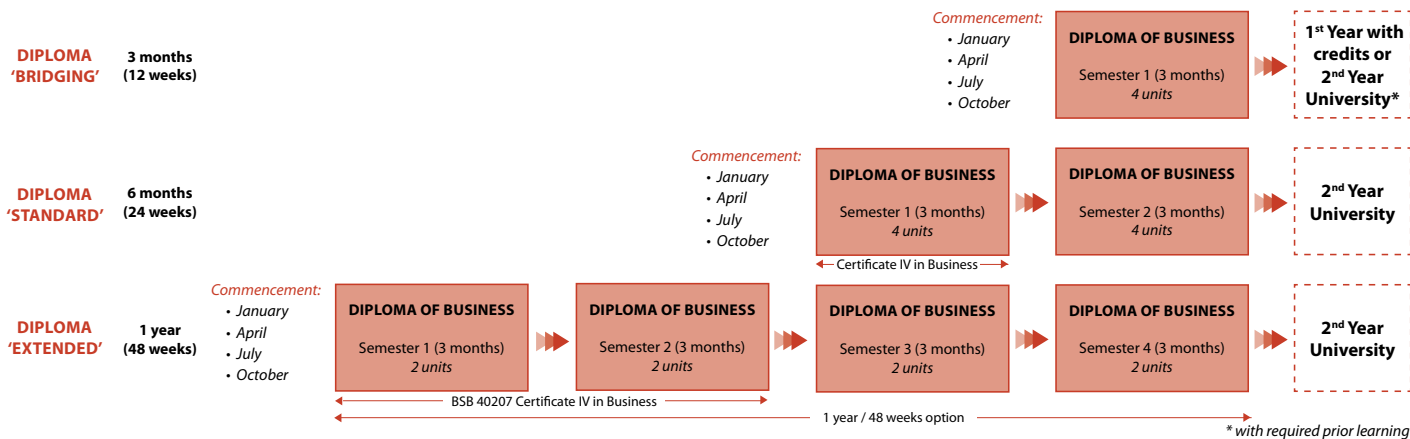 DIPLOMA
'BRIDGING'
3 months
(12 weeks)
Commencement:
• January
• April
• July
• October
DIPLOMA OF BUSINESS
Semester 1 (3 months)
4 units
1st Year with
credits or
2nd Year
University*
DIPLOMA
'STANDARD'
6 months
(24 weeks)
Commencement:
• January
• April
• July
• October
DIPLOMA OF BUSINESS
Semester 1 (3 months)
4 units
Certificate IV in Business
DIPLOMA OF BUSINESS
Semester 2 (3 months)
4 units
2nd Year
University
DIPLOMA
'EXTENDED'
1 year
(48 weeks)
Commencement:
• January
• April
• July
• October
DIPLOMA OF BUSINESS
Semester 1 (3 months)
2 units
DIPLOMA OF BUSINESS
Semester 2 (3 months)
2 units
BSB 40207 Certificate IV in Business
DIPLOMA OF BUSINESS
Semester 3 (3 months)
2 units
DIPLOMA OF BUSINESS
Semester 4 (3 months)
2 units
2nd Year
University
1 year / 48 weeks option
* with required prior learning